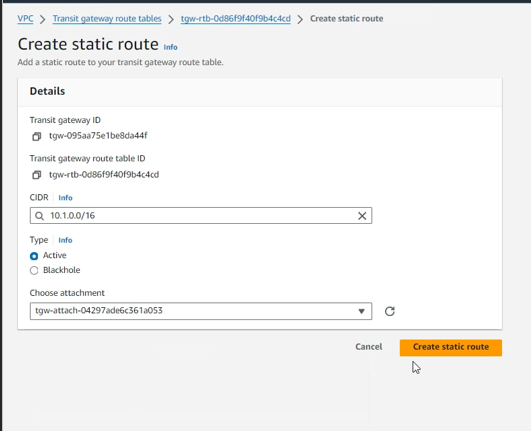 VPC > Transit gateway route tables > tgw-rtb-0d86f9f40f9b4c4cd > Create static route
Create static route Info
Add a static route to your transit gateway route table.
Details
Transit gateway ID
tgw-095aa75e1be8da44f
Transit gateway route table ID
tgw-rtb-0d86f9f40f9b4c4cd
CIDR Info
10.1.0.0/16
Type Info
Active
Blackhole
Choose attachment
tgw-attach-04297ade6c361a053
Cancel Create static route